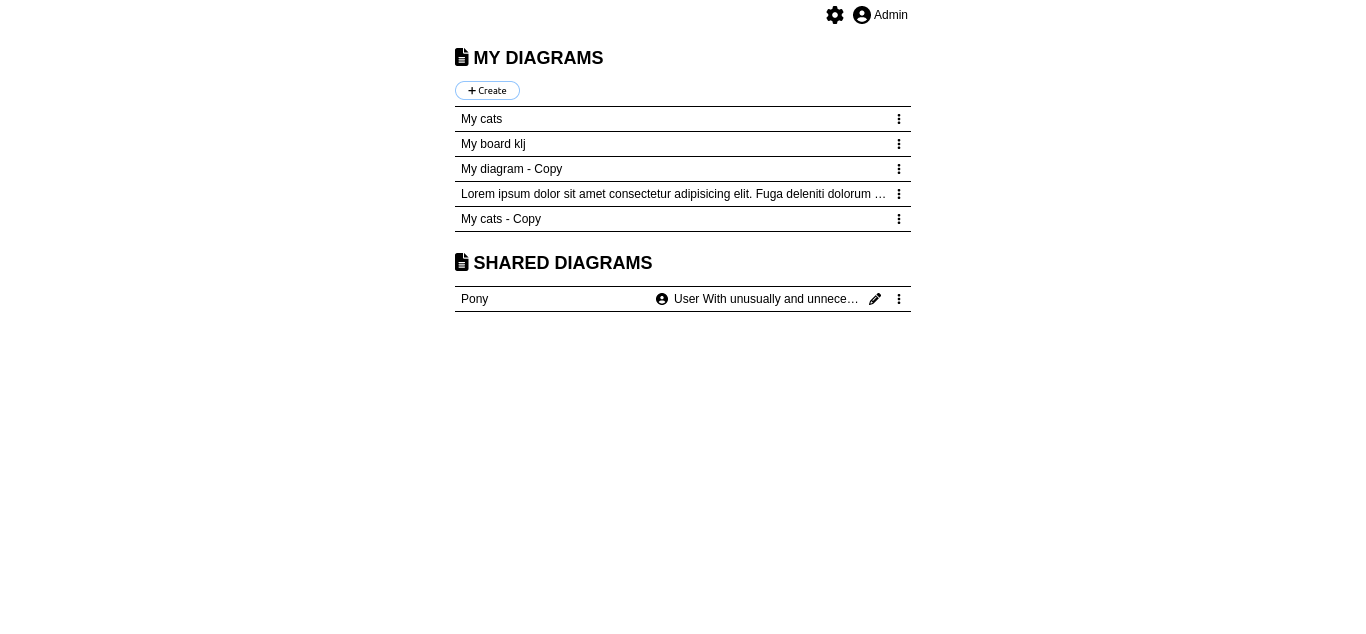 Admin
MY DIAGRAMS
+ Create
My cats
My board klj
My diagram - Copy
Lorem ipsum dolor sit amet consectetur adipisicing elit. Fuga deleniti dolorum …
My cats - Copy
SHARED DIAGRAMS
Pony User With unusually and unnece…